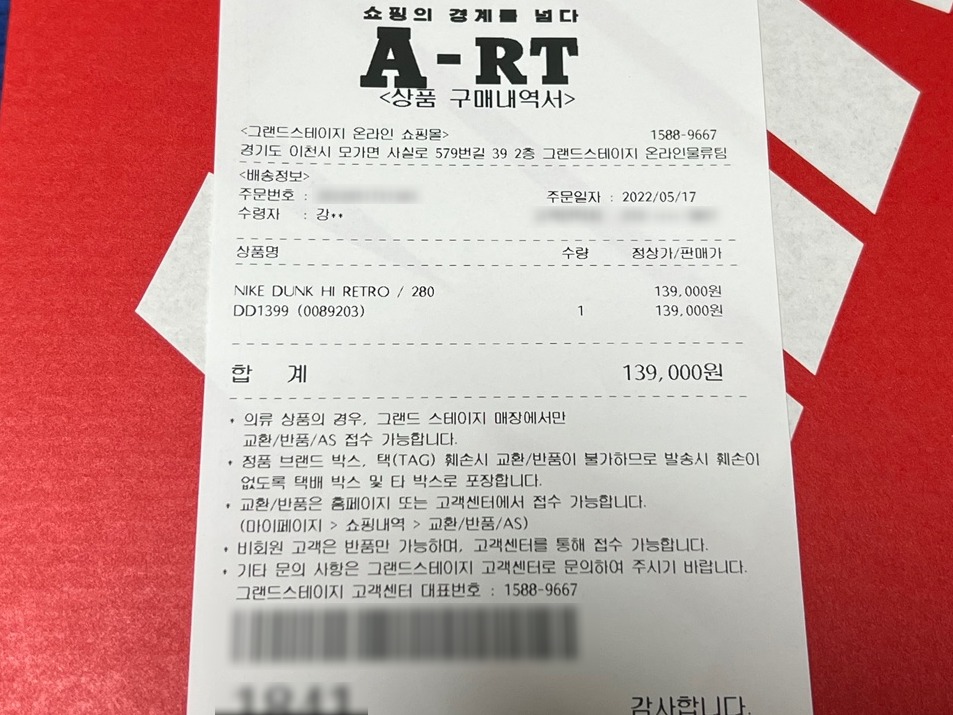 쇼핑의 경계를 넘다
A-RT
<상품 구매내역서>
<그랜드스테이지 온라인 쇼핑몰> 1588-9667
경기도 이천시 모가면 사실로 579번길 39 2층 그랜드스테이지 온라인물류팀
<배송정보>
주문번호 : 주문일자 : 2022/05/17
수령자 : 강**
상품명 수량 정상가/판매가
NIKE DUNK HI RETRO / 280 139,000원
DD1399 (0089203) 1 139,000원
합 계 139,000원
* 의류 상품의 경우, 그랜드 스테이지 매장에서만
교환/반품/AS 접수 가능합니다.
* 정품 브랜드 박스, 택(TAG) 훼손시 교환/반품이 불가하므로 발송시 훼손이
없도록 택배 박스 및 타 박스로 포장합니다.
* 교환/반품은 홈페이지 또는 고객센터에서 접수 가능합니다.
(마이페이지 > 쇼핑내역 > 교환/반품/AS)
* 비회원 고객은 반품만 가능하며, 고객센터를 통해 접수 가능합니다.
* 기타 문의 사항은 그랜드스테이지 고객센터로 문의하여 주시기 바랍니다.
그랜드스테이지 고객센터 대표번호 : 1588-9667
감사합니다.